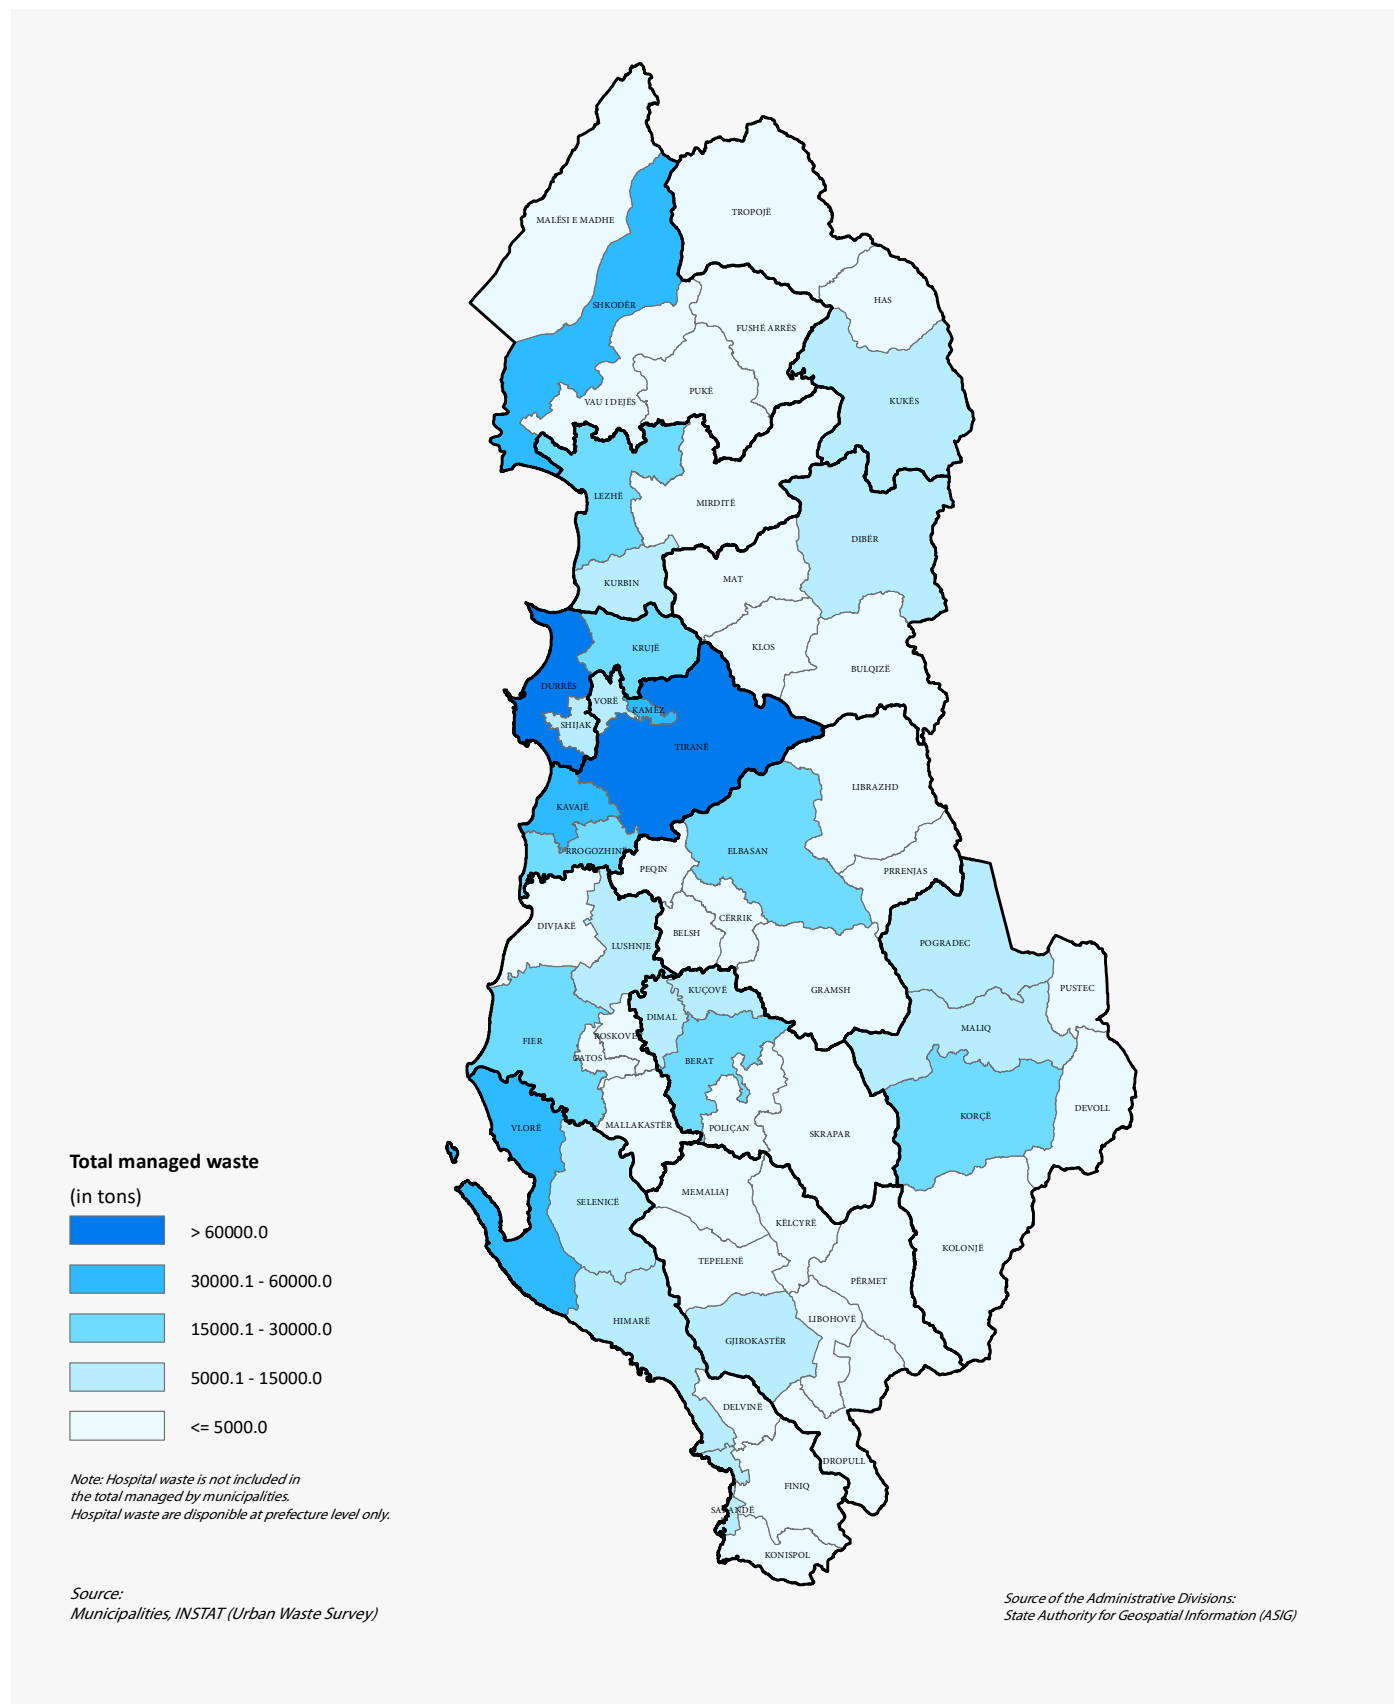 MALËSI E MADHE
TROPOJË
HAS
SHKODËR
FUSHË ARRËS
PUKË
VAU I DEJËS
KUKËS
LEZHË
MIRDITË
DIBËR
KURBIN
MAT
KRUJË
KLOS
BULQIZË
DURRËS
VORË
KAMËZ
SHIJAK
TIRANË
LIBRAZHD
KAVAJË
RROGOZHINË
ELBASAN
PEQIN
PRRENJAS
CËRRIK
DIVJAKË
BELSH
LUSHNJE
POGRADEC
KUÇOVË
GRAMSH
PUSTEC
DIMAL
MALIQ
ROSKOVEC
FIER
PATOS
BERAT
DEVOLL
KORÇË
MALLAKASTËR
VLORË
POLIÇAN
SKRAPAR
MEMALIAJ
SELENICË
KËLCYRË
KOLONJË
TEPELENË
PËRMET
LIBOHOVË
HIMARË
GJIROKASTËR
DELVINË
DROPULL
FINIQ
SARANDË
KONISPOL
Total managed waste
(in tons)
> 60000.0
30000.1 - 60000.0
15000.1 - 30000.0
5000.1 - 15000.0
<= 5000.0
Note: Hospital waste is not included in
the total managed by municipalities.
Hospital waste are disponible at prefecture level only.
Source:
Municipalities, INSTAT (Urban Waste Survey)
Source of the Administrative Divisions:
State Authority for Geospatial Information (ASIG)